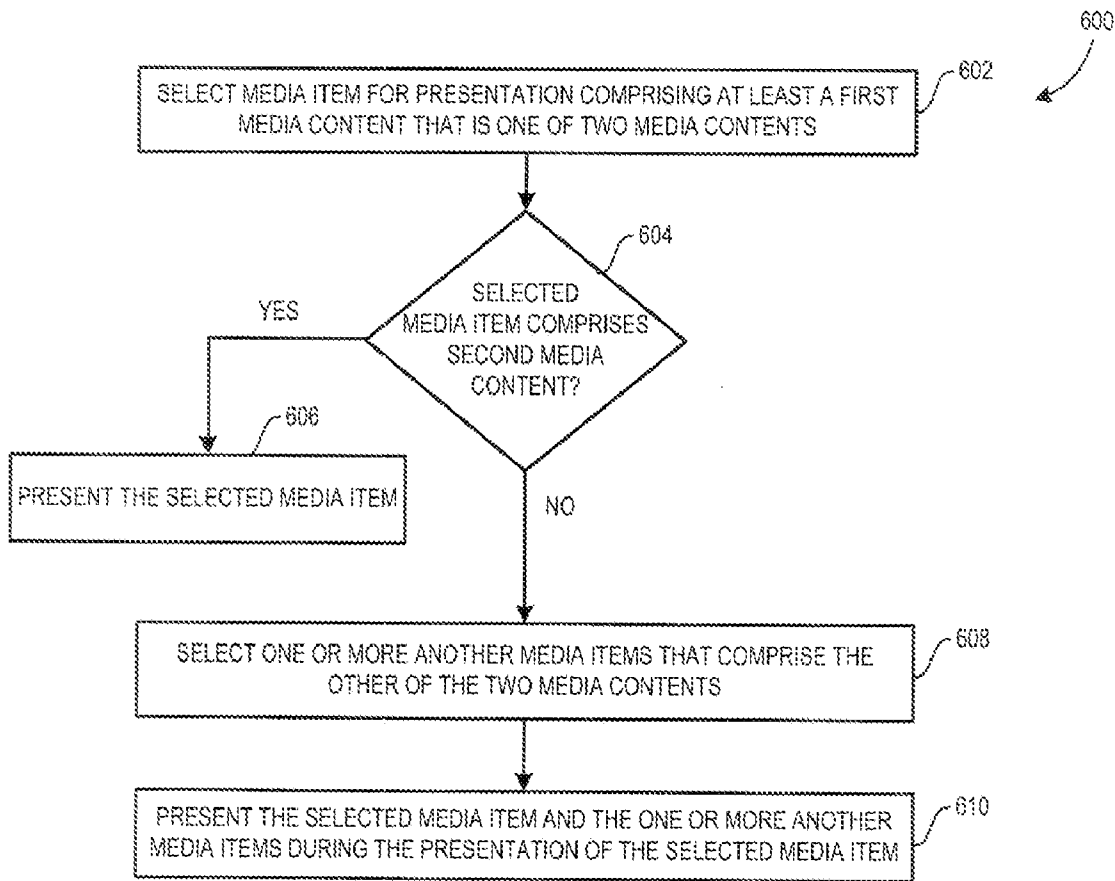 600
602
SELECT MEDIA ITEM FOR PRESENTATION COMPRISING AT LEAST A FIRST
MEDIA CONTENT THAT IS ONE OF TWO MEDIA CONTENTS
604
SELECTED
MEDIA ITEM COMPRISES
SECOND MEDIA
CONTENT?
YES
606
PRESENT THE SELECTED MEDIA ITEM
NO
608
SELECT ONE OR MORE ANOTHER MEDIA ITEMS THAT COMPRISE THE
OTHER OF THE TWO MEDIA CONTENTS
610
PRESENT THE SELECTED MEDIA ITEM AND THE ONE OR MORE ANOTHER
MEDIA ITEMS DURING THE PRESENTATION OF THE SELECTED MEDIA ITEM